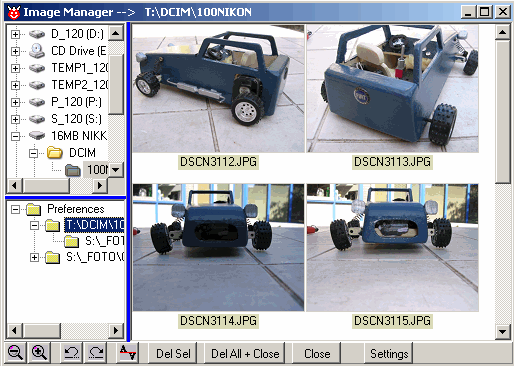 Image Manager --> T:\DCIM\100NIKON
D_120 (D:)
CD Drive (E
TEMP1_120
TEMP2_120
P_120 (P:)
S_120 (S:)
16MB NIKK
DCIM
100N
Preferences
T:\DCIM\10
S:\_FOT
S:\_FOTO\
DSCN3112.JPG
DSCN3113.JPG
DSCN3114.JPG
DSCN3115.JPG
Del Sel
Del All + Close
Close
Settings